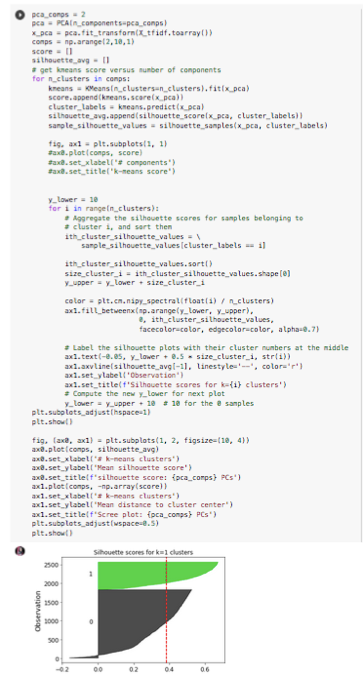 pca_comps = 2
pca = PCA(n_components=pca_comps)
x_pca = pca.fit_transform(X_tfidf.toarray())
comps = np.arange(2,10,1)
score = []
silhouette_avg = []
# get kmeans score versus number of components
for n_clusters in comps:
    kmeans = KMeans(n_clusters=n_clusters).fit(x_pca)
    score.append(kmeans.score(x_pca))
    cluster_labels = kmeans.predict(x_pca)
    silhouette_avg.append(silhouette_score(x_pca, cluster_labels))
    sample_silhouette_values = silhouette_samples(x_pca, cluster_labels)
    fig, ax1 = plt.subplots(1, 1)
    #ax0.plot(comps, score)
    #ax0.set_xlabel('# components')
    #ax0.set_title('k-means score')
    y_lower = 10
    for i in range(n_clusters):
        # Aggregate the silhouette scores for samples belonging to
        # cluster i, and sort them
        ith_cluster_silhouette_values = \
            sample_silhouette_values[cluster_labels == i]
        ith_cluster_silhouette_values.sort()
        size_cluster_i = ith_cluster_silhouette_values.shape[0]
        y_upper = y_lower + size_cluster_i
        color = plt.cm.nipy_spectral(float(i) / n_clusters)
        ax1.fill_betweenx(np.arange(y_lower, y_upper),
                          0, ith_cluster_silhouette_values,
                          facecolor=color, edgecolor=color, alpha=0.7)
        # Label the silhouette plots with their cluster numbers at the middle
        ax1.text(-0.05, y_lower + 0.5 * size_cluster_i, str(i))
        ax1.axvline(silhouette_avg[-1], linestyle='--', color='r')
        ax1.set_ylabel('Observation')
        ax1.set_title(f'Silhouette scores for k={i} clusters')
        # Compute the new y_lower for next plot
        y_lower = y_upper + 10  # 10 for the 0 samples
plt.subplots_adjust(hspace=1)
plt.show()
fig, (ax0, ax1) = plt.subplots(1, 2, figsize=(10, 4))
ax0.plot(comps, silhouette_avg)
ax0.set_xlabel('# k-means clusters')
ax0.set_ylabel('Mean silhouette score')
ax0.set_title(f'silhouette score: {pca_comps} PCs')
ax1.plot(comps, -np.array(score))
ax1.set_xlabel('# k-means clusters')
ax1.set_ylabel('Mean distance to cluster center')
ax1.set_title(f'Scree plot: {pca_comps} PCs')
plt.subplots_adjust(wspace=0.5)
plt.show()
Silhouette scores for k=1 clusters
2500
2000
1500
1000
500
0
Observation
1
0
−0.2 0.0 0.2 0.4 0.6